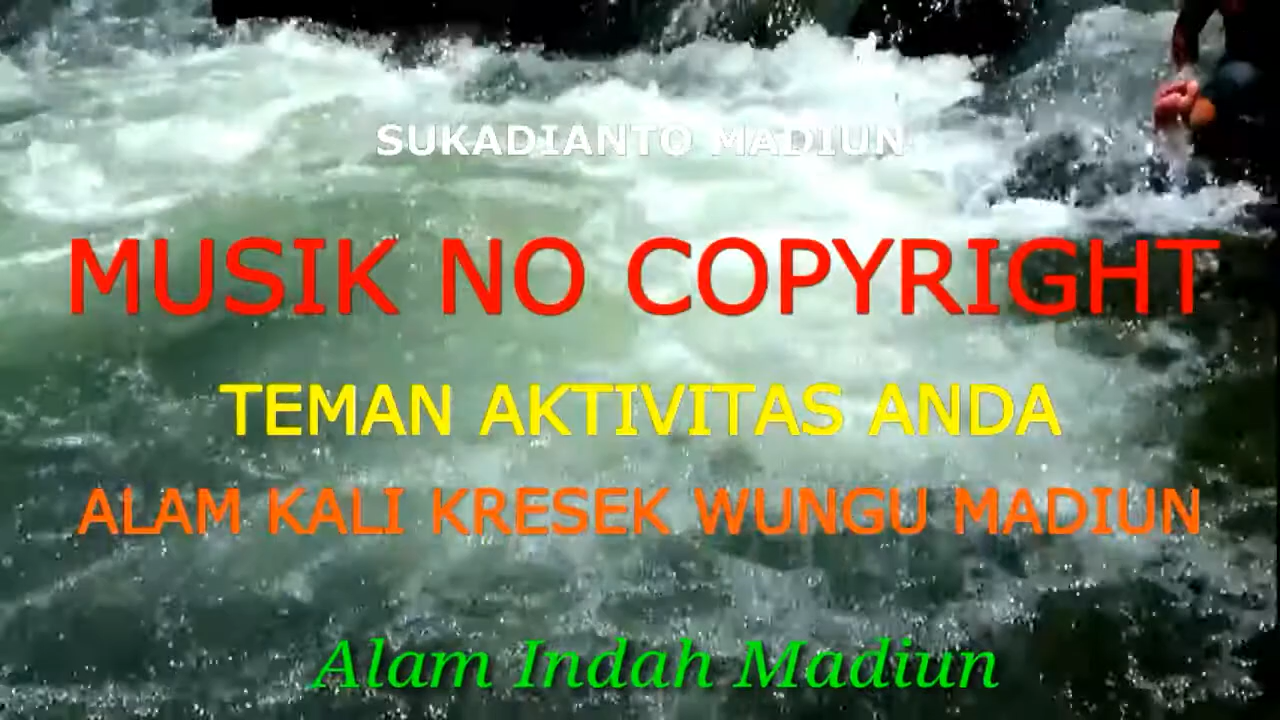 SUKADIANTO MADIUN
MUSIK NO COPYRIGHT
TEMAN AKTIVITAS ANDA
ALAM KALI KRESEK WUNGU MADIUN
Alam Indah Madiun